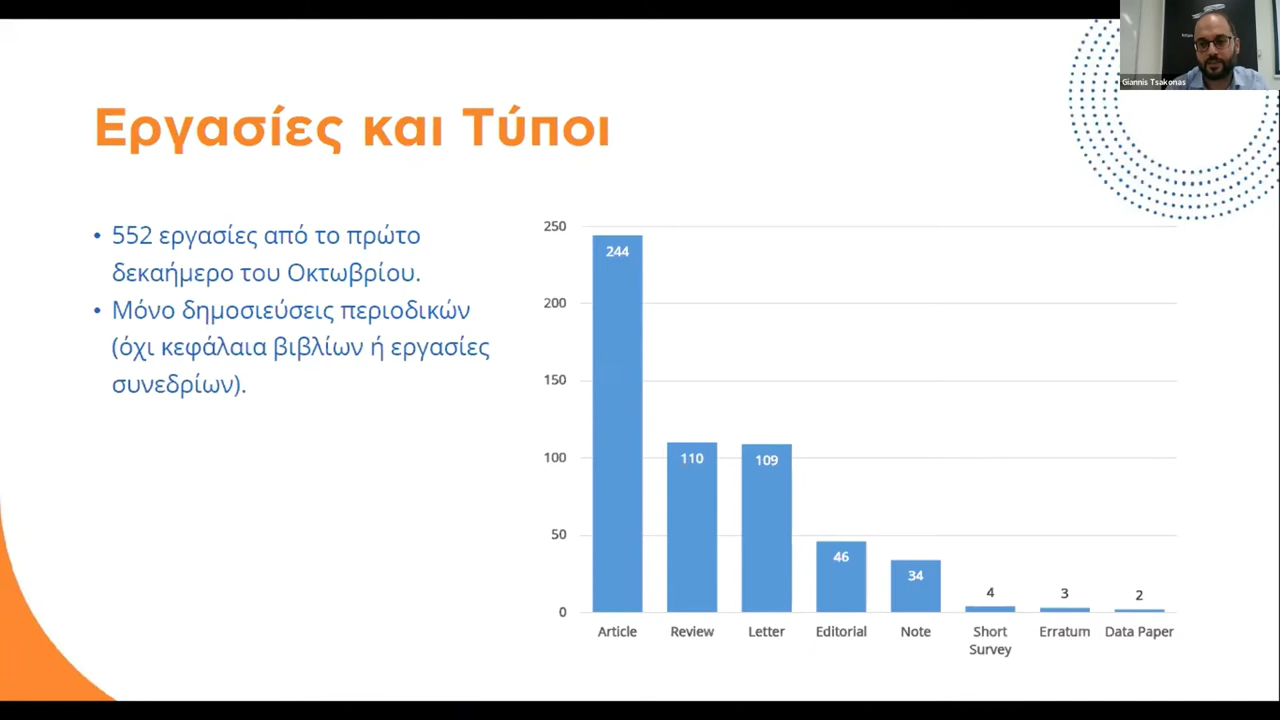 Giannis Tsakonas
Εργασίες και Τύποι
• 552 εργασίες από το πρώτο
δεκαήμερο του Οκτωβρίου.
• Μόνο δημοσιεύσεις περιοδικών
(όχι κεφάλαια βιβλίων ή εργασίες
συνεδρίων).
250
200
150
100
50
0
244
110
109
46
34
4
3
2
Article
Review
Letter
Editorial
Note
Short
Survey
Erratum
Data Paper